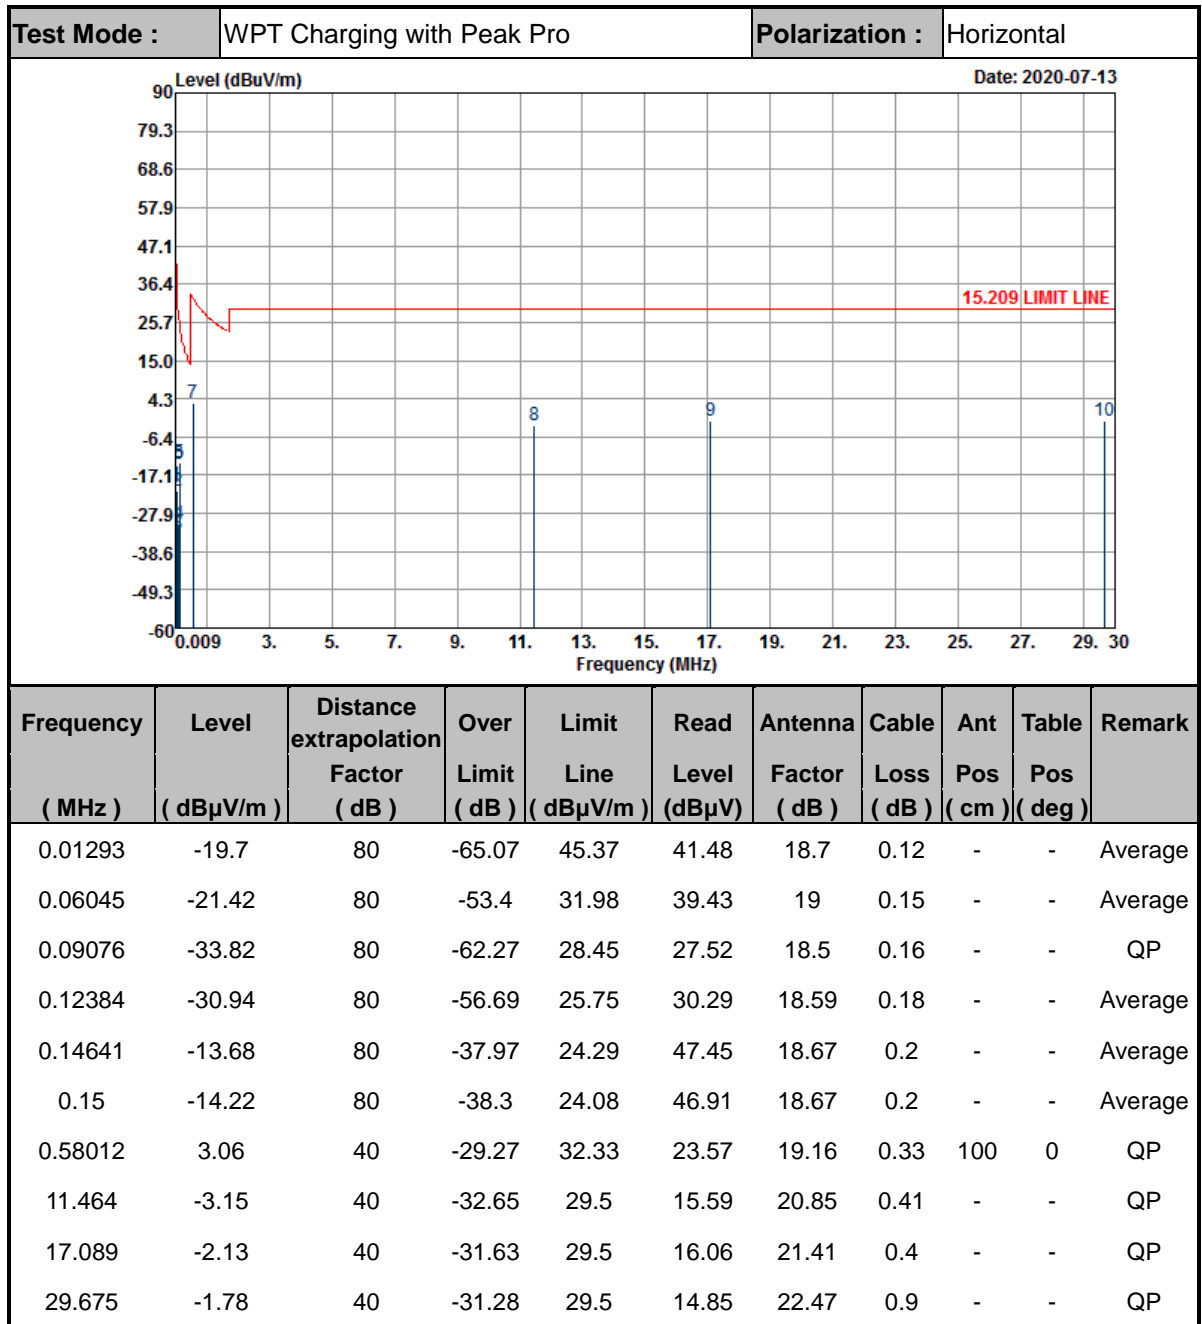 Test Mode : WPT Charging with Peak Pro Polarization : Horizontal
Level (dBuV/m) Date: 2020-07-13
90
79.3
68.6
57.9
47.1
36.4
15.209 LIMIT LINE
25.7
15.0
7
4.3
8
9
10
-6.4
5
-17.1
-27.9
-38.6
-49.3
-60
0.009 3. 5. 7. 9. 11. 13. 15. 17. 19. 21. 23. 25. 27. 29. 30
Frequency (MHz)
Frequency Level Distance extrapolation Over Limit Read Antenna Cable Ant Table Remark
Factor Limit Line Level Factor Loss Pos Pos
( MHz ) ( dBµV/m ) ( dB ) ( dB ) ( dBµV/m ) (dBµV) ( dB ) ( dB ) ( cm ) ( deg )
0.01293 -19.7 80 -65.07 45.37 41.48 18.7 0.12 - - Average
0.06045 -21.42 80 -53.4 31.98 39.43 19 0.15 - - Average
0.09076 -33.82 80 -62.27 28.45 27.52 18.5 0.16 - - QP
0.12384 -30.94 80 -56.69 25.75 30.29 18.59 0.18 - - Average
0.14641 -13.68 80 -37.97 24.29 47.45 18.67 0.2 - - Average
0.15 -14.22 80 -38.3 24.08 46.91 18.67 0.2 - - Average
0.58012 3.06 40 -29.27 32.33 23.57 19.16 0.33 100 0 QP
11.464 -3.15 40 -32.65 29.5 15.59 20.85 0.41 - - QP
17.089 -2.13 40 -31.63 29.5 16.06 21.41 0.4 - - QP
29.675 -1.78 40 -31.28 29.5 14.85 22.47 0.9 - - QP